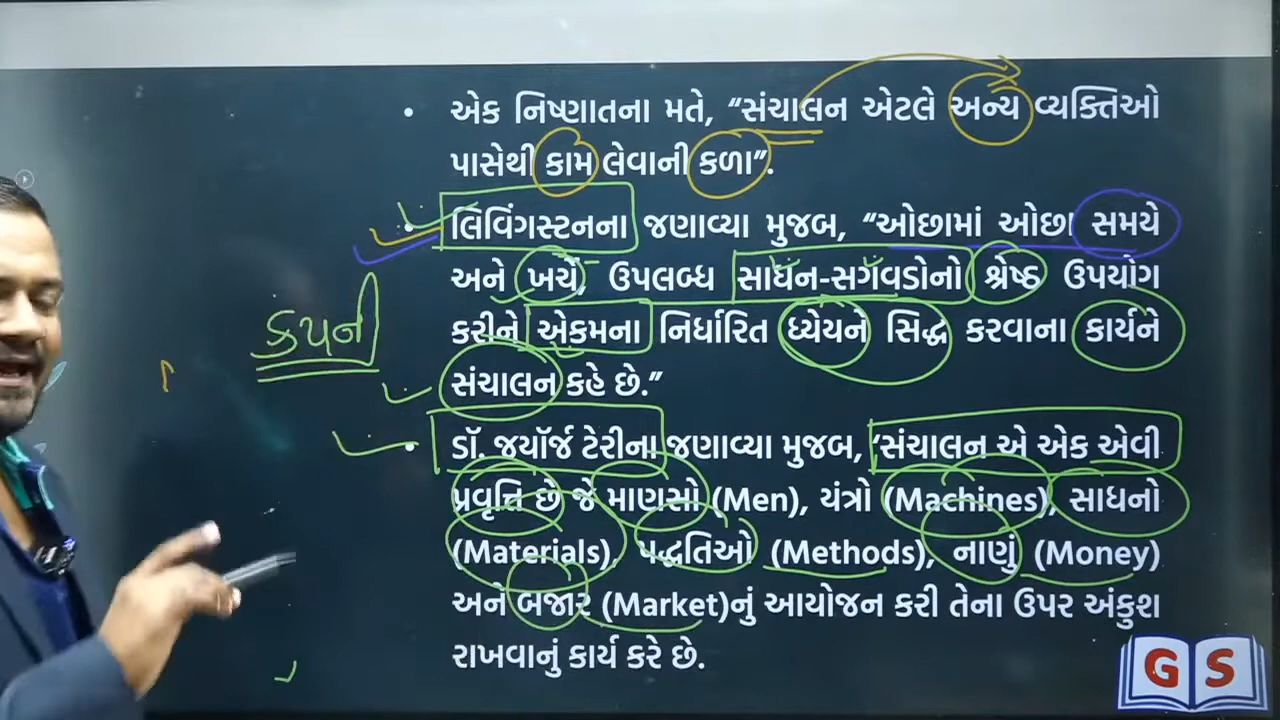 એક નિષ્ણાતના મતે, “સંચાલન એટલે અન્ય વ્યક્તિઓ
પાસેથી કામ લેવાની કળા”.
લિવિંગસ્ટનના જણાવ્યા મુજબ, “ઓછામાં ઓછા સમયે
અને ખર્ચે, ઉપલબ્ધ સાધન-સગવડોનો શ્રેષ્ઠ ઉપયોગ
કરીને એકમના નિર્ધારિત ધ્યેયને સિદ્ધ કરવાના કાર્યને
સંચાલન કહે છે.”
કથન
ડૉ. જયૉર્જ ટેરીના જણાવ્યા મુજબ, ‘સંચાલન એ એક એવી
પ્રવૃત્તિ છે જે માણસો (Men), યંત્રો (Machines), સાધનો
(Materials), પદ્ધતિઓ (Methods), નાણું (Money)
અને બજાર (Market)નું આયોજન કરી તેના ઉપર અંકુશ
રાખવાનું કાર્ય કરે છે.
GS